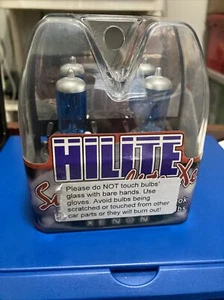 HILITE
Please do NOT touch bulbs'
glass with bare hands. Use
gloves. Avoid bulbs being
scratched or touched from other
car parts or they will burn out!
XENON